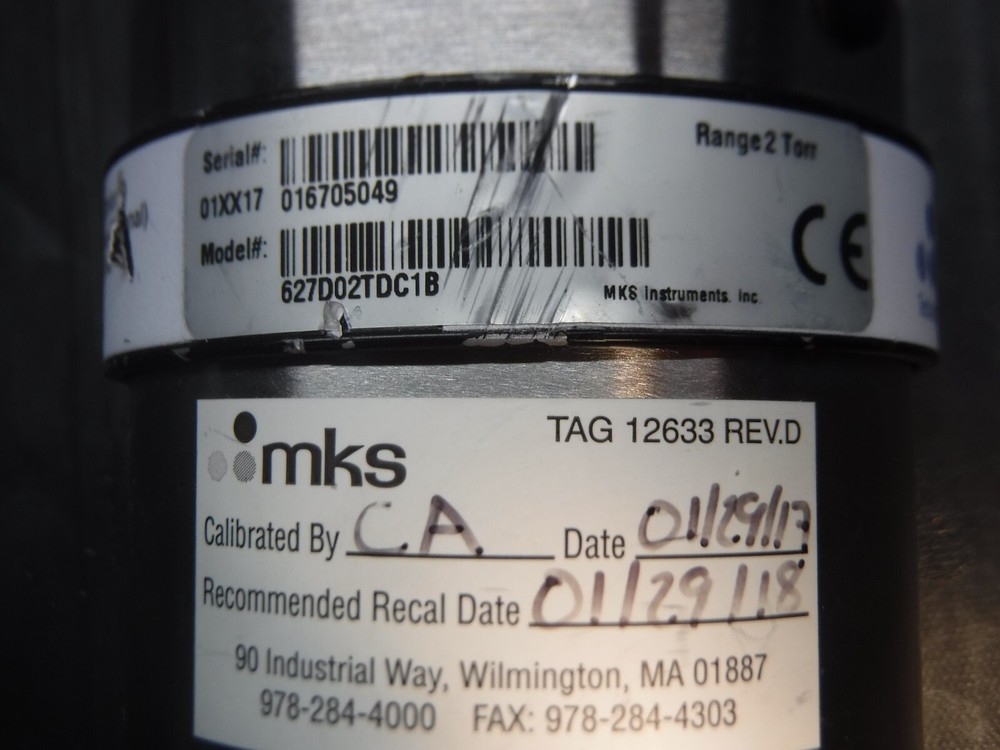 Serial#:
Range 2 Torr
01XX17 016705049
Model#:
627D02TDC1B
MKS Instruments. Inc.
CE
mks
TAG 12633 REV.D
Calibrated By C.A. Date 01/29/17
Recommended Recal Date 01/29/18
90 Industrial Way, Wilmington, MA 01887
978-284-4000 FAX: 978-284-4303